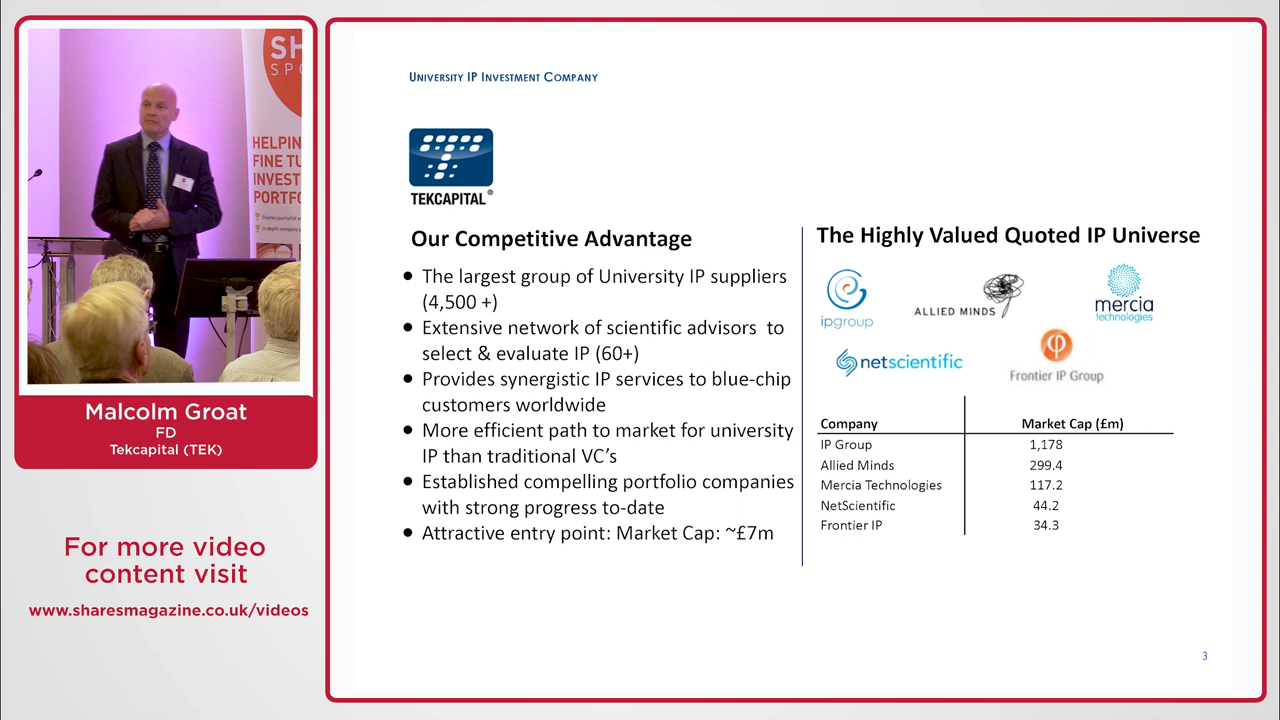 SH
SPO
HELPIN
FINE TU
INVEST
PORTFO
Malcolm Groat
FD
Tekcapital (TEK)
For more video
content visit
www.sharesmagazine.co.uk/videos
UNIVERSITY IP INVESTMENT COMPANY
TEKCAPITAL®
Our Competitive Advantage
● The largest group of University IP suppliers
(4,500 +)
● Extensive network of scientific advisors to
select & evaluate IP (60+)
● Provides synergistic IP services to blue-chip
customers worldwide
● More efficient path to market for university
IP than traditional VC’s
● Established compelling portfolio companies
with strong progress to-date
● Attractive entry point: Market Cap: ~£7m
The Highly Valued Quoted IP Universe
ipgroup
ALLIED MINDS
mercia
technologies
netscientific
Frontier IP Group
Company Market Cap (£m)
IP Group 1,178
Allied Minds 299.4
Mercia Technologies 117.2
NetScientific 44.2
Frontier IP 34.3
3